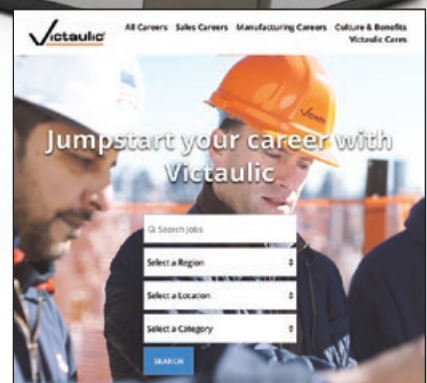 Victaulic
All Careers Sales Careers Manufacturing Careers Culture & Benefits
Victaulic Cares
Jumpstart your career with
Victaulic
Search Jobs
Select a Region
Select a Location
Select a Category
SEARCH